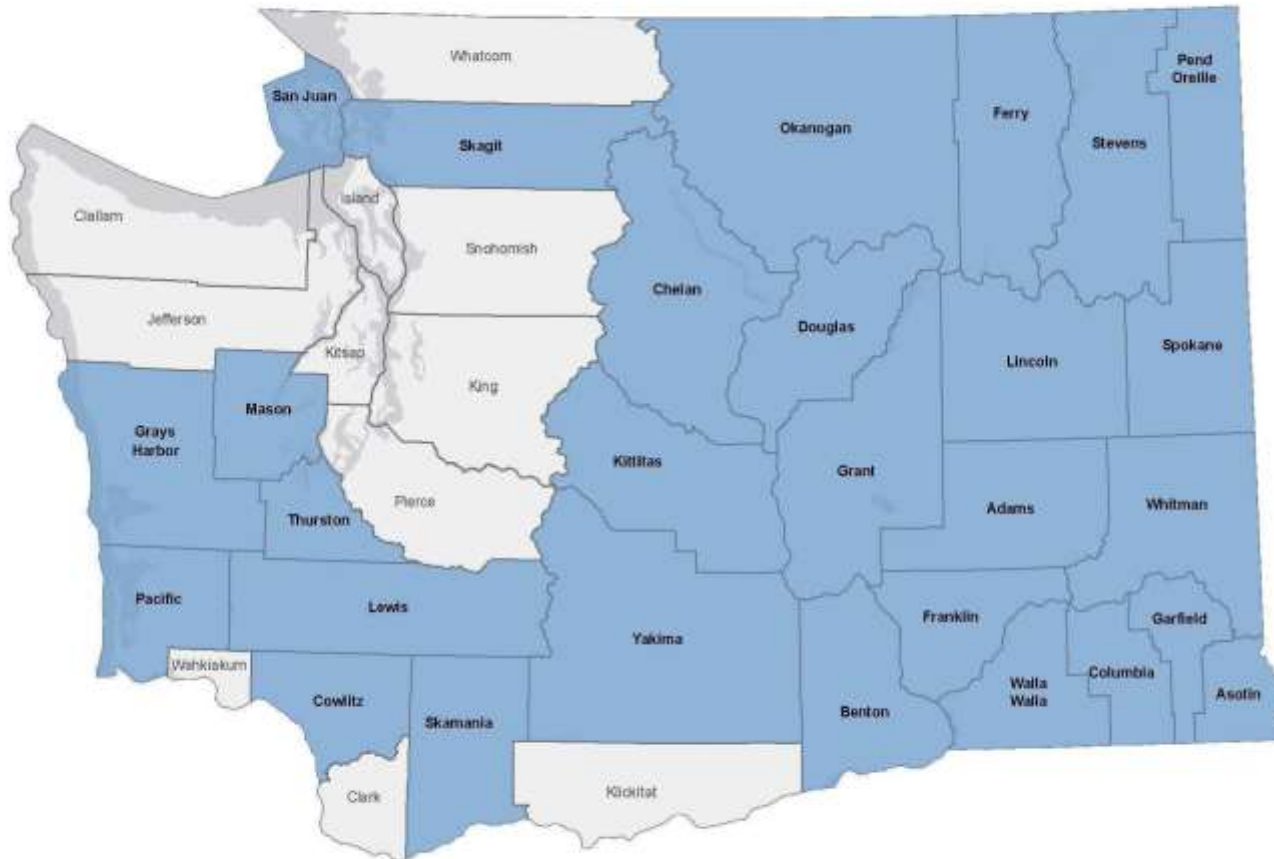 Whatcom
San Juan
Skagit
Okanogan
Ferry
Stevens
Pend
Oreille
Clallam
Island
Snohomish
Chelan
Jefferson
Kitsap
King
Douglas
Lincoln
Spokane
Grays
Harbor
Mason
Kittitas
Grant
Pierce
Thurston
Adams
Whitman
Pacific
Lewis
Yakima
Franklin
Garfield
Wahkiakum
Cowlitz
Skamania
Benton
Walla
Walla
Columbia
Asotin
Clark
Klickitat